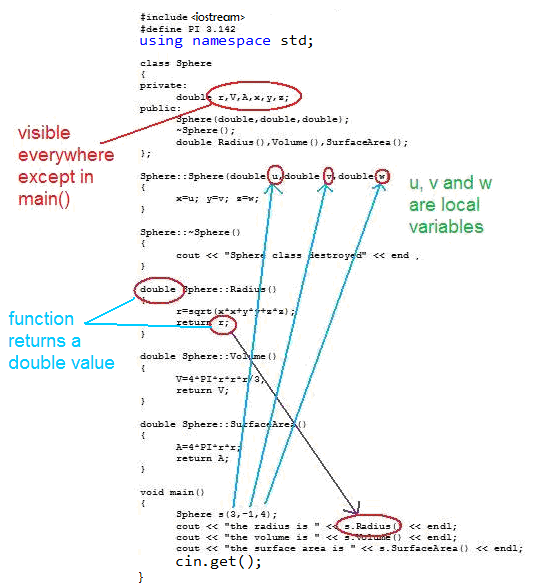 #include <iostream>
#define PI 3.142
using namespace std;
class Sphere
{
private:
double r,V,A,x,y,z;
public:
Sphere(double,double,double);
~Sphere();
double Radius(),Volume(),SurfaceArea();
};
visible
everywhere
except in
main()
Sphere::Sphere(double u,double v,double w)
{
x=u; y=v; z=w;
}
u, v and w
are local
variables
Sphere::~Sphere()
{
cout << "Sphere class destroyed" << end ,
}
double Sphere::Radius()
{
r=sqrt(x*x+y*y+z*z);
return r;
}
function
returns a
double value
double Sphere::Volume()
{
V=4*PI*r*r*r/3;
return V;
}
double Sphere::SurfaceArea()
{
A=4*PI*r*r;
return A;
}
void main()
{
Sphere s(3,-1,4);
cout << "the radius is " << s.Radius() << endl;
cout << "the volume is " << s.Volume() << endl;
cout << "the surface area is " << s.SurfaceArea() << endl;
cin.get();
}